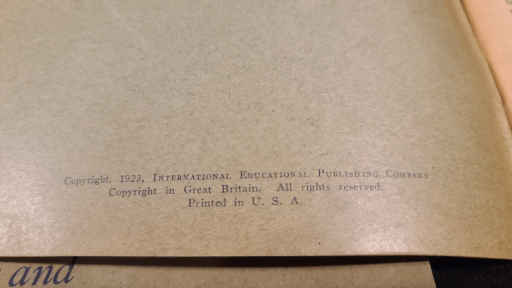 Copyright, 1923, INTERNATIONAL EDUCATIONAL PUBLISHING COMPANY
Copyright in Great Britain. All rights reserved.
Printed in U. S. A.
and